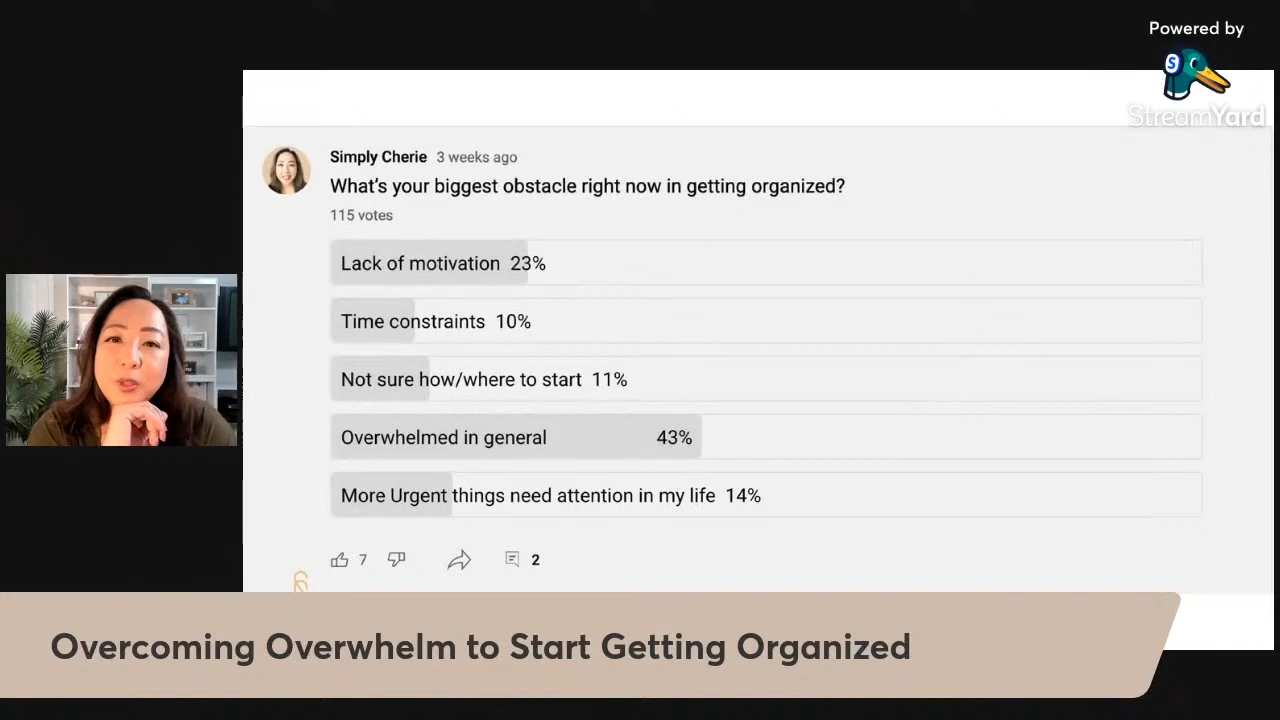 Powered by
S
StreamYard
Simply Cherie 3 weeks ago
What's your biggest obstacle right now in getting organized?
115 votes
Lack of motivation 23%
Time constraints 10%
Not sure how/where to start 11%
Overwhelmed in general 43%
More Urgent things need attention in my life 14%
7
2
Overcoming Overwhelm to Start Getting Organized